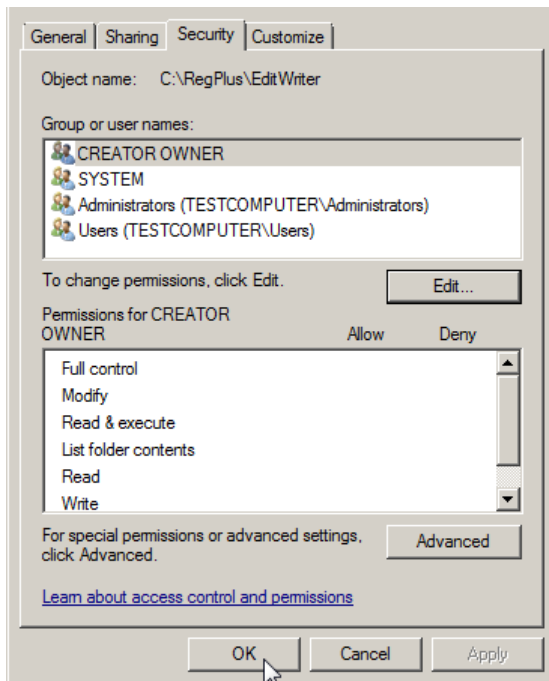 General Sharing Security Customize
Object name: C:\RegPlus\EditWriter
Group or user names:
CREATOR OWNER
SYSTEM
Administrators (TESTCOMPUTER\Administrators)
Users (TESTCOMPUTER\Users)
To change permissions, click Edit. Edit...
Permissions for CREATOR
OWNER Allow Deny
Full control
Modify
Read & execute
List folder contents
Read
Write
For special permissions or advanced settings, Advanced
click Advanced.
Learn about access control and permissions
OK Cancel Apply